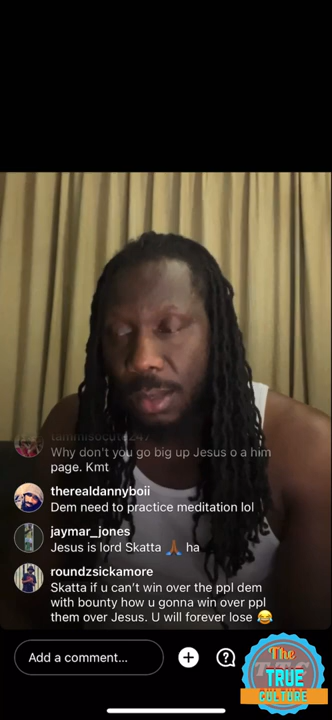 tammisocute247
Why don't you go big up Jesus o a him
page. Kmt
therealdannyboii
Dem need to practice meditation lol
jaymar_jones
Jesus is lord Skatta 🙏🏾 ha
roundzsickamore
Skatta if u can’t win over the ppl dem
with bounty how u gonna win over ppl
them over Jesus. U will forever lose 😂
Add a comment...
The
TTC
TRUE
CULTURE